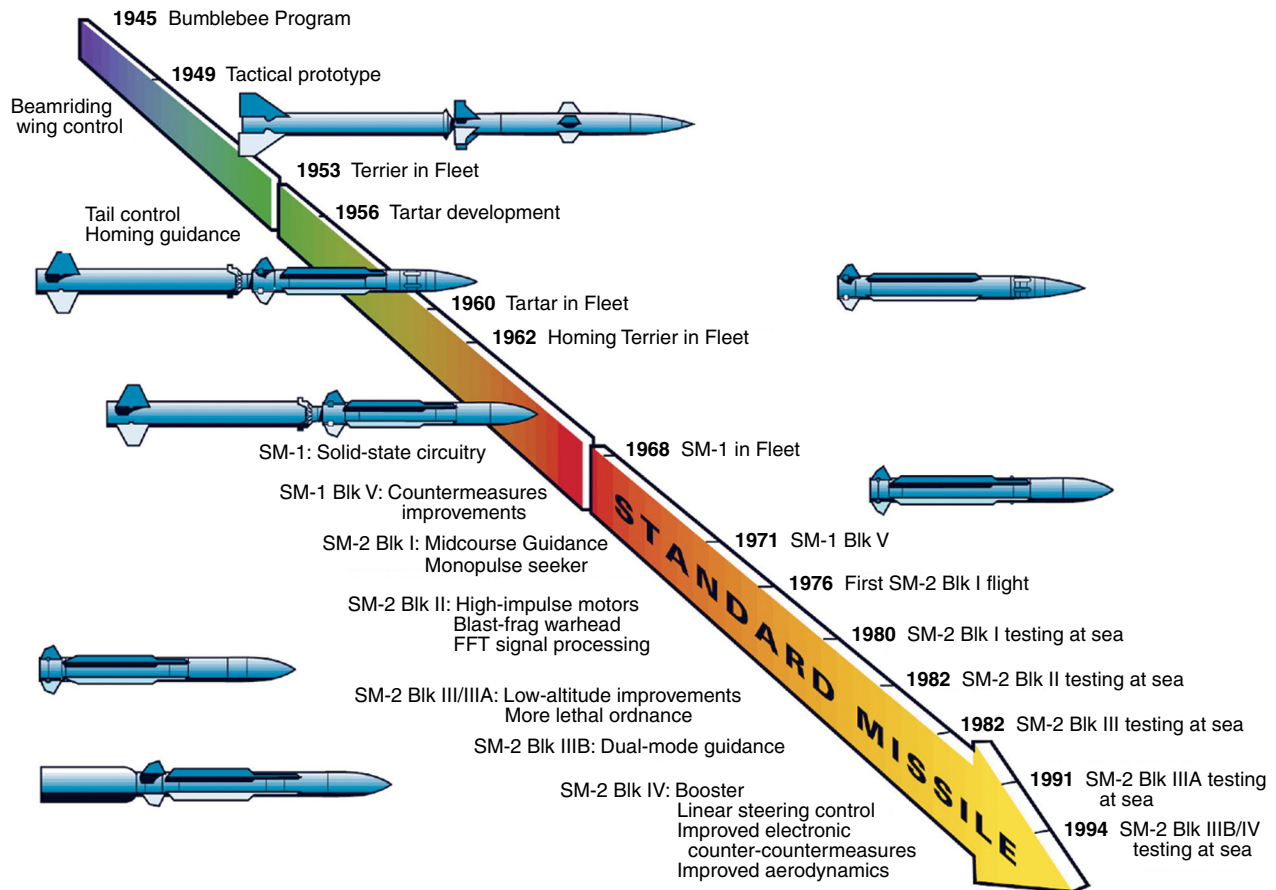 1945 Bumblebee Program
1949 Tactical prototype
Beamriding
wing control
1953 Terrier in Fleet
1956 Tartar development
Tail control
Homing guidance
1960 Tartar in Fleet
1962 Homing Terrier in Fleet
1968 SM-1 in Fleet
SM-1: Solid-state circuitry
SM-1 Blk V: Countermeasures
improvements
1971 SM-1 Blk V
SM-2 Blk I: Midcourse Guidance
Monopulse seeker
1976 First SM-2 Blk I flight
SM-2 Blk II: High-impulse motors
Blast-frag warhead
FFT signal processing
1980 SM-2 Blk I testing at sea
1982 SM-2 Blk II testing at sea
SM-2 Blk III/IIIA: Low-altitude improvements
More lethal ordnance
1982 SM-2 Blk III testing at sea
SM-2 Blk IIIB: Dual-mode guidance
1991 SM-2 Blk IIIA testing
at sea
SM-2 Blk IV: Booster
Linear steering control
Improved electronic
counter-countermeasures
Improved aerodynamics
1994 SM-2 Blk IIIB/IV
testing at sea
STANDARD MISSILE